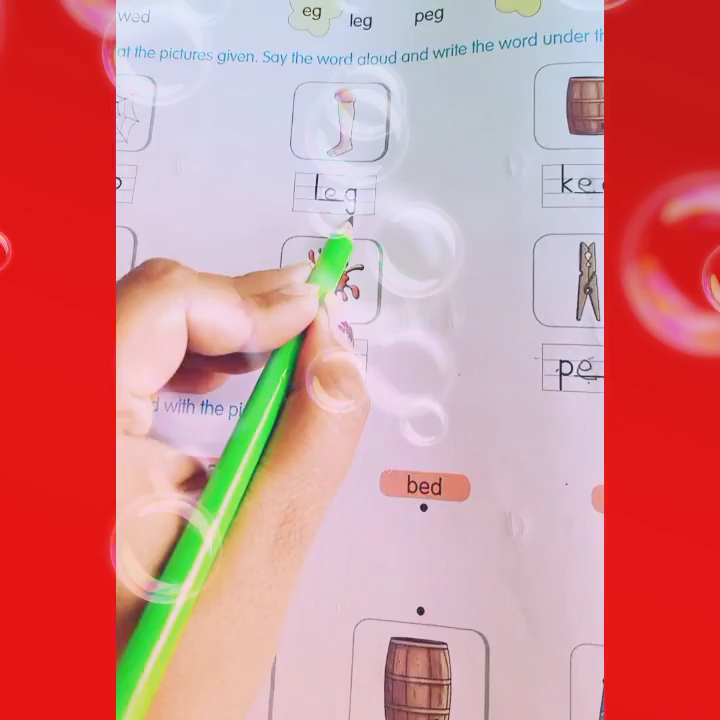 wed eg leg peg
at the pictures given. Say the word aloud and write the word under th
leg ke
pe
d with the pi
bed